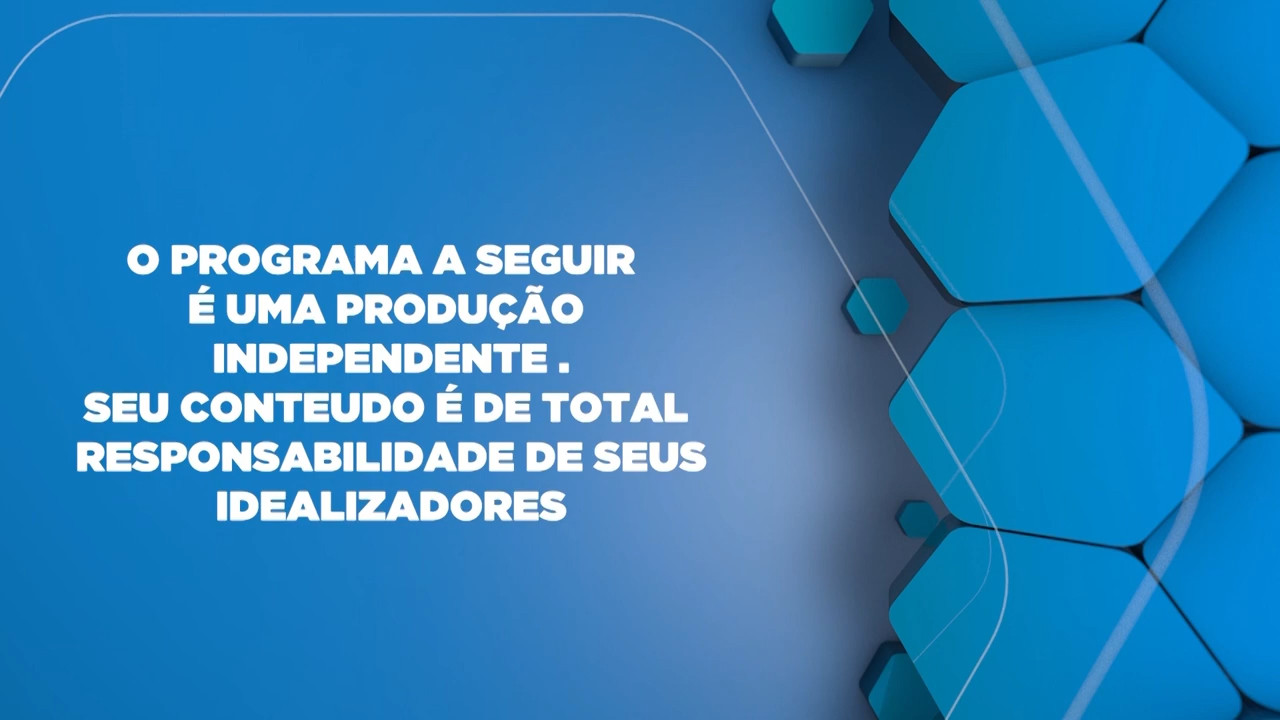 O PROGRAMA A SEGUIR
É UMA PRODUÇÃO
INDEPENDENTE .
SEU CONTEUDO É DE TOTAL
RESPONSABILIDADE DE SEUS
IDEALIZADORES